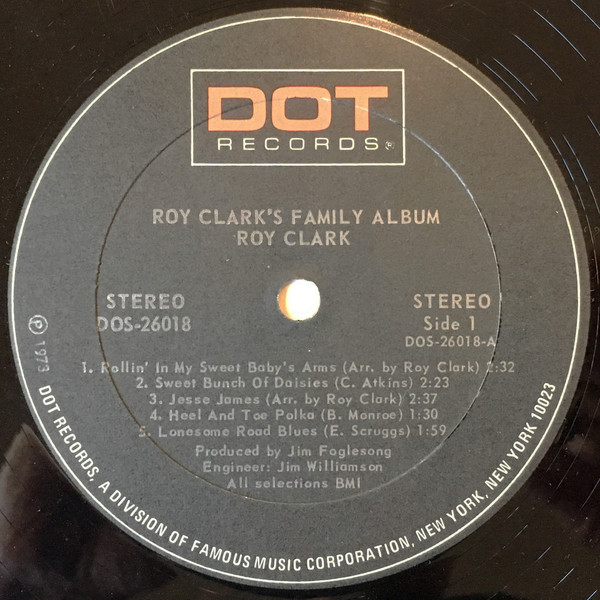 DOT
RECORDS®
ROY CLARK'S FAMILY ALBUM
ROY CLARK
STEREO
DOS-26018
STEREO
Side 1
DOS-26018-A
℗ 1973
1. Rollin' In My Sweet Baby's Arms (Arr. by Roy Clark) 2:32
2. Sweet Bunch Of Daisies (C. Atkins) 2:23
3. Jesse James (Arr. by Roy Clark) 2:37
4. Heel And Toe Polka (B. Monroe) 1:30
5. Lonesome Road Blues (E. Scruggs) 1:59
Produced by Jim Foglesong
Engineer: Jim Williamson
All selections BMI
DOT RECORDS, A DIVISION OF FAMOUS MUSIC CORPORATION, NEW YORK, NEW YORK 10023